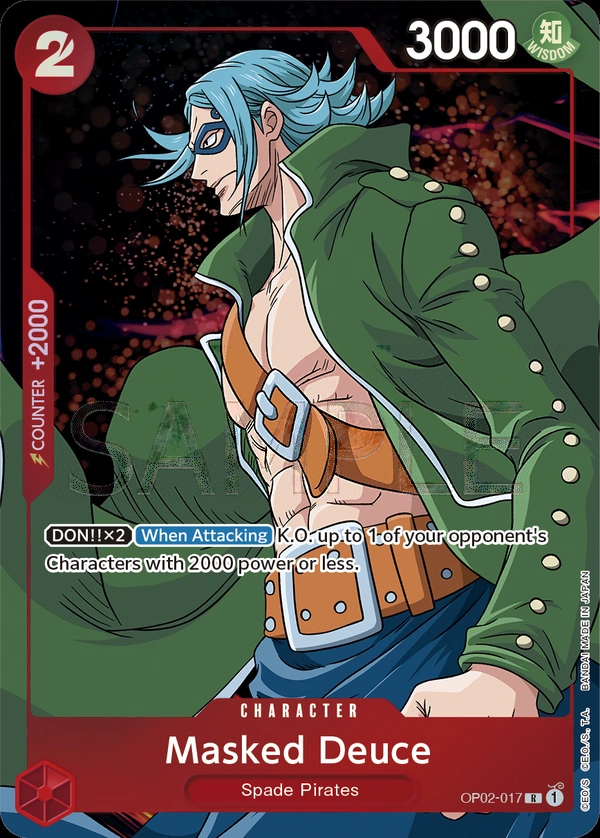 2
3000
知
WISDOM
COUNTER +2000
SAMPLE
DON!!×2 When Attacking K.O. up to 1 of your opponent's
Characters with 2000 power or less.
CHARACTER
Masked Deuce
Spade Pirates
OP02-017 R 1
©EO/S ©E.O./S., T.A. BANDAI MADE IN JAPAN